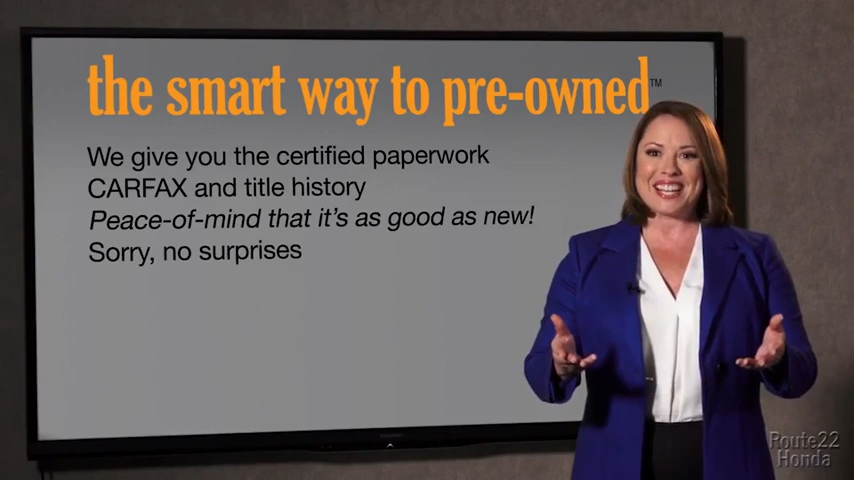 the smart way to pre-owned™
We give you the certified paperwork
CARFAX and title history
Peace-of-mind that it's as good as new!
Sorry, no surprises
Route22
Honda